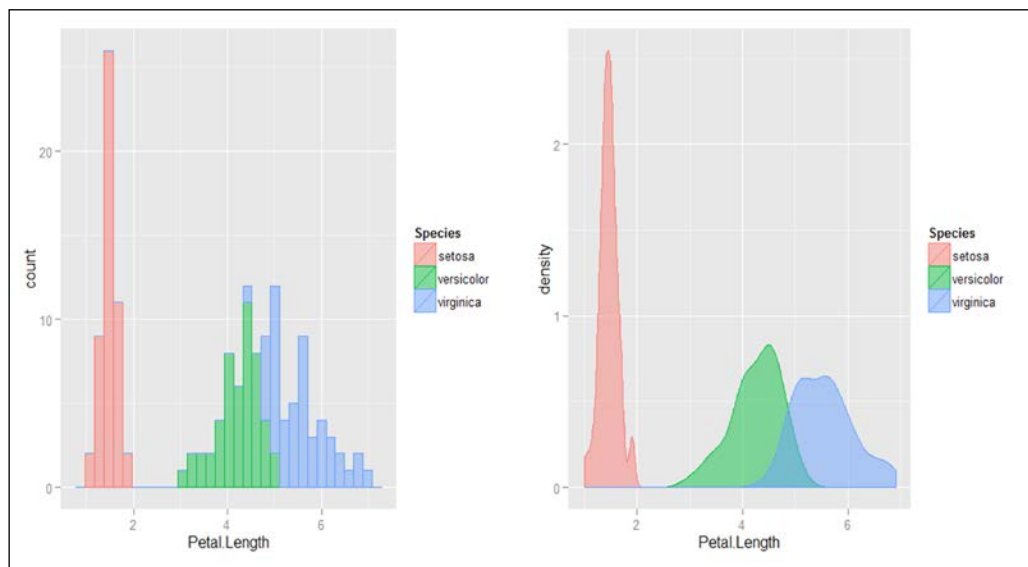 20
10
0
count
2
4
6
Petal.Length
Species
setosa
versicolor
virginica
2
1
0
density
2
4
6
Petal.Length
Species
setosa
versicolor
virginica